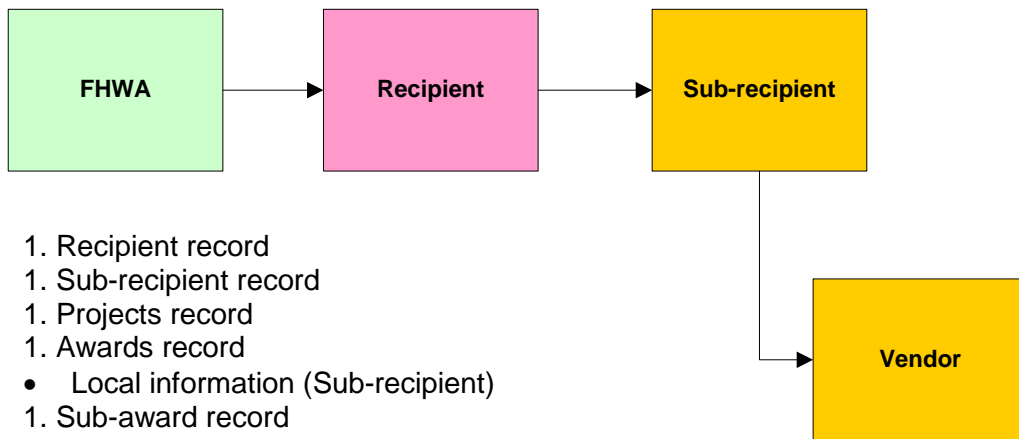 FHWA
Recipient
Sub-recipient
1. Recipient record
1. Sub-recipient record
1. Projects record
1. Awards record
• Local information (Sub-recipient)
1. Sub-award record
Vendor